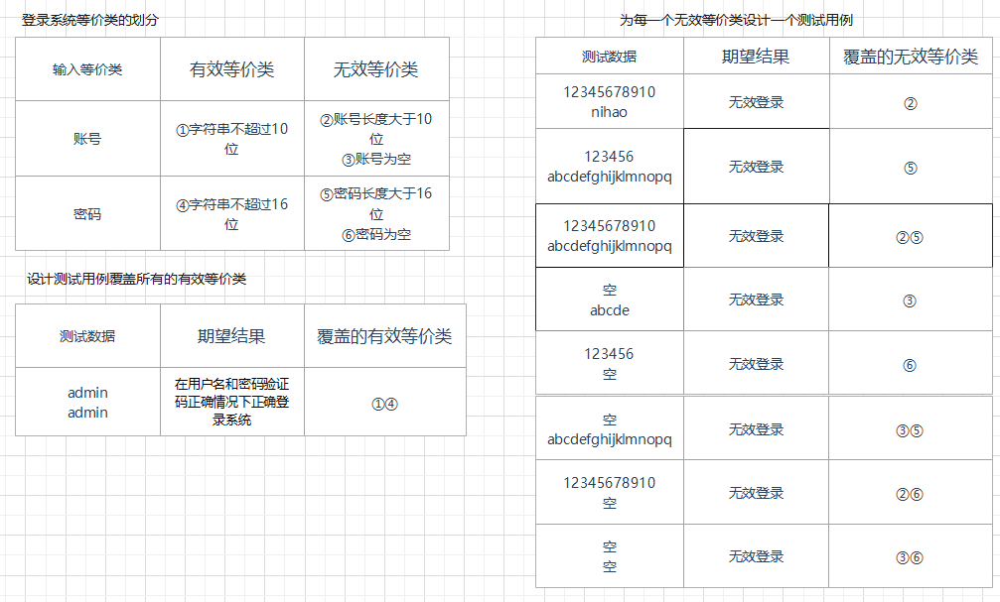 登录系统等价类的划分
输入等价类
有效等价类
无效等价类
账号
①字符串不超过10
位
②账号长度大于10
位
③账号为空
密码
④字符串不超过16
位
⑤密码长度大于16
位
⑥密码为空
设计测试用例覆盖所有的有效等价类
测试数据
期望结果
覆盖的有效等价类
admin
admin
在用户名和密码验证
码正确情况下正确登
录系统
①④
为每一个无效等价类设计一个测试用例
测试数据
期望结果
覆盖的无效等价类
12345678910
nihao
无效登录
②
123456
abcdefghijklmnopq
无效登录
⑤
12345678910
abcdefghijklmnopq
无效登录
②⑤
空
abcde
无效登录
③
123456
空
无效登录
⑥
空
abcdefghijklmnopq
无效登录
③⑤
12345678910
空
无效登录
②⑥
空
空
无效登录
③⑥